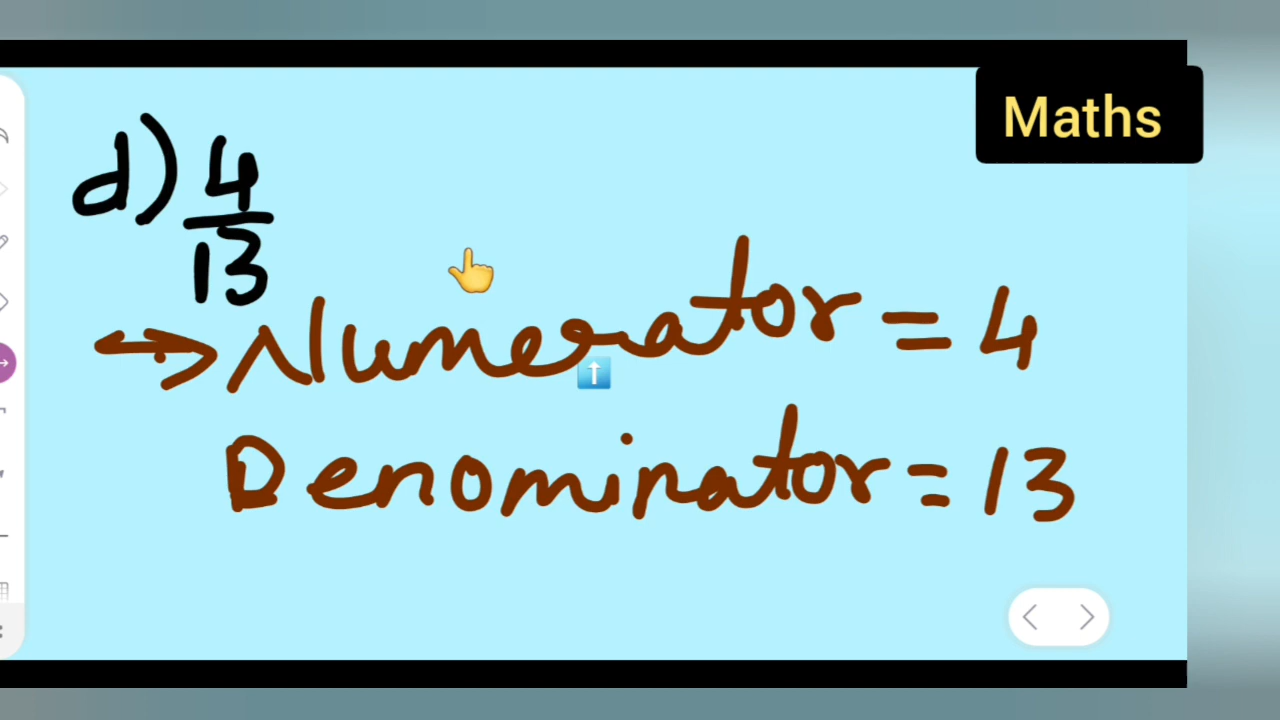 Maths
d) 4
13
Numerator = 4
Denominator = 13